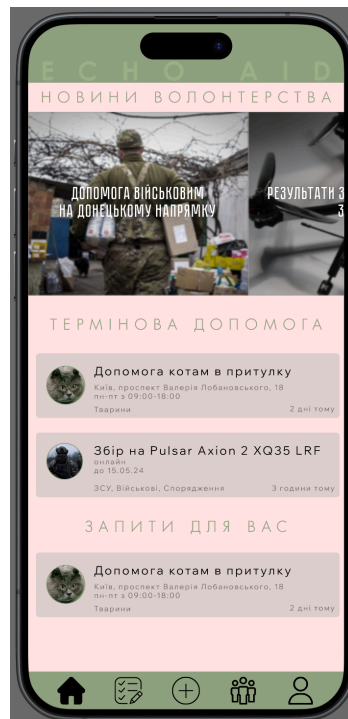 ECHO AID
НОВИНИ ВОЛОНТЕРСТВА
ДОПОМОГА ВІЙСЬКОВИМ
НА ДОНЕЦЬКОМУ НАПРЯМКУ
РЕЗУЛЬТАТИ З
З
ТЕРМІНОВА ДОПОМОГА
Допомога котам в притулку
Київ, проспект Валерія Лобановського, 18
пн-пт з 09:00-18:00
Тварини
2 дні тому
Збір на Pulsar Axion 2 XQ35 LRF
онлайн
до 15.05.24
ЗСУ, Військові, Спорядження
3 години тому
ЗАПИТИ ДЛЯ ВАС
Допомога котам в притулку
Київ, проспект Валерія Лобановського, 18
пн-пт з 09:00-18:00
Тварини
2 дні тому